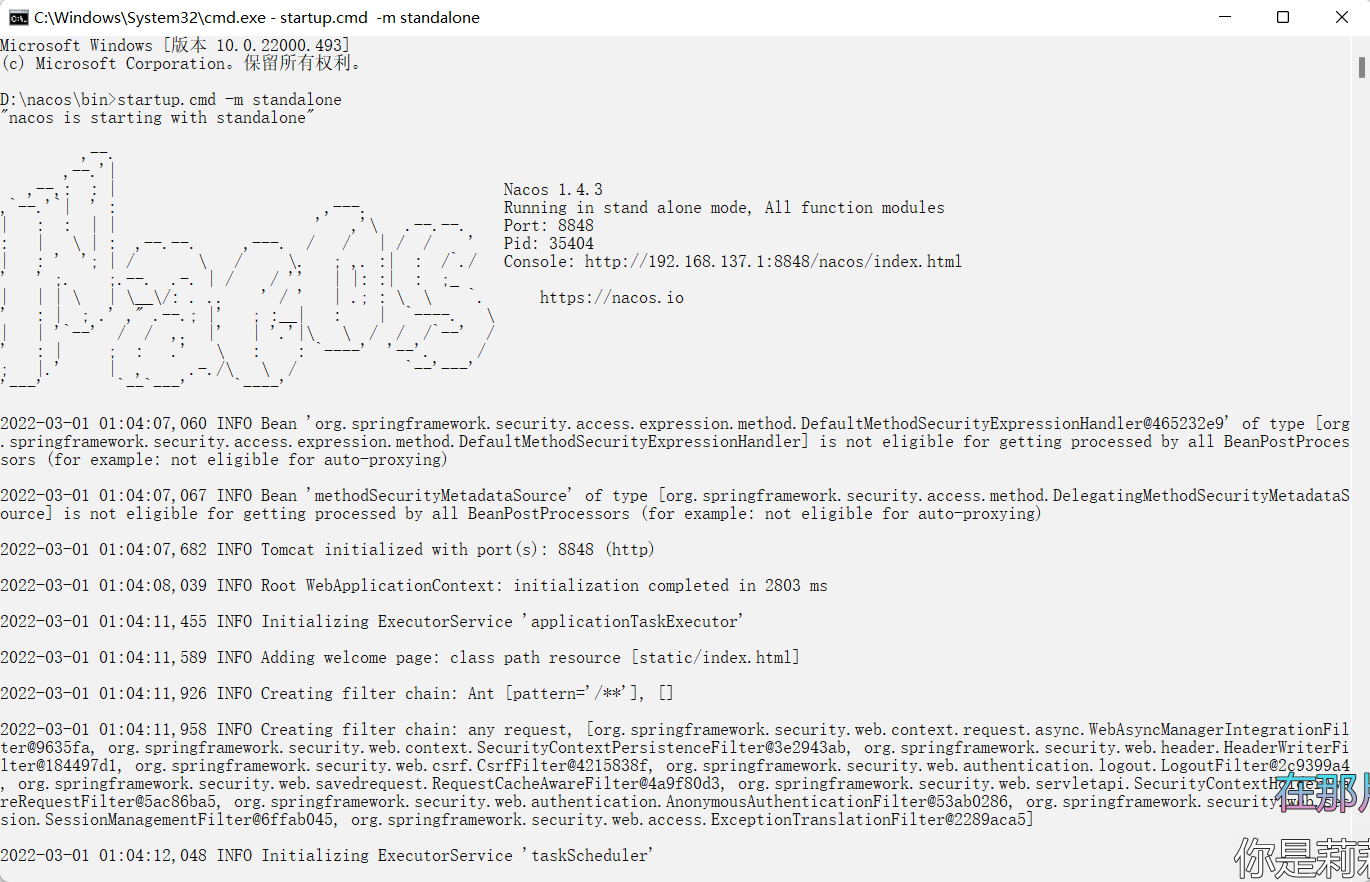 C:\Windows\System32\cmd.exe - startup.cmd  -m standalone
Microsoft Windows [版本 10.0.22000.493]
(c) Microsoft Corporation。保留所有权利。
D:\nacos\bin>startup.cmd -m standalone
"nacos is starting with standalone"
Nacos 1.4.3
Running in stand alone mode, All function modules
Port: 8848
Pid: 35404
Console: http://192.168.137.1:8848/nacos/index.html
https://nacos.io
2022-03-01 01:04:07,060 INFO Bean 'org.springframework.security.access.expression.method.DefaultMethodSecurityExpressionHandler@465232e9' of type [org
.springframework.security.access.expression.method.DefaultMethodSecurityExpressionHandler] is not eligible for getting processed by all BeanPostProces
sors (for example: not eligible for auto-proxying)
2022-03-01 01:04:07,067 INFO Bean 'methodSecurityMetadataSource' of type [org.springframework.security.access.method.DelegatingMethodSecurityMetadataS
ource] is not eligible for getting processed by all BeanPostProcessors (for example: not eligible for auto-proxying)
2022-03-01 01:04:07,682 INFO Tomcat initialized with port(s): 8848 (http)
2022-03-01 01:04:08,039 INFO Root WebApplicationContext: initialization completed in 2803 ms
2022-03-01 01:04:11,455 INFO Initializing ExecutorService 'applicationTaskExecutor'
2022-03-01 01:04:11,589 INFO Adding welcome page: class path resource [static/index.html]
2022-03-01 01:04:11,926 INFO Creating filter chain: Ant [pattern='/**'], []
2022-03-01 01:04:11,958 INFO Creating filter chain: any request, [org.springframework.security.web.context.request.async.WebAsyncManagerIntegrationFil
ter@9635fa, org.springframework.security.web.context.SecurityContextPersistenceFilter@3e2943ab, org.springframework.security.web.header.HeaderWriterFi
lter@184497d1, org.springframework.security.web.csrf.CsrfFilter@4215838f, org.springframework.security.web.authentication.logout.LogoutFilter@2c9399a4
, org.springframework.security.web.savedrequest.RequestCacheAwareFilter@4a9f80d3, org.springframework.security.web.servletapi.SecurityContextH
reRequestFilter@5ac86ba5, org.springframework.security.web.authentication.AnonymousAuthenticationFilter@53ab0286, org.springframework.security.web.se
sion.SessionManagementFilter@6ffab045, org.springframework.security.web.access.ExceptionTranslationFilter@2289aca5]
2022-03-01 01:04:12,048 INFO Initializing ExecutorService 'taskScheduler'
在那
你是莉